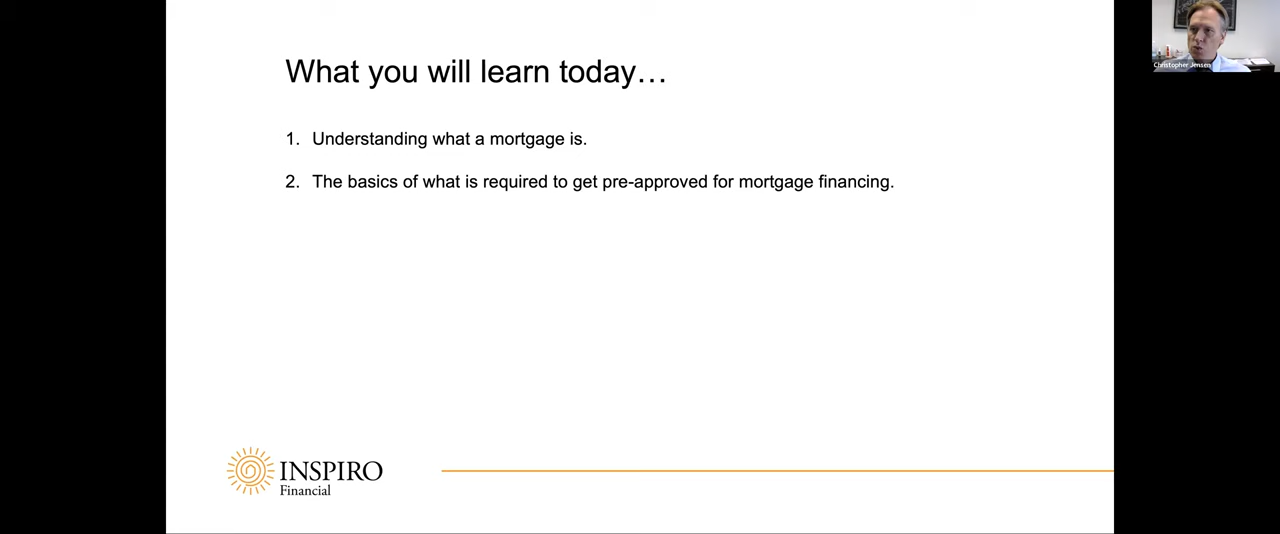 What you will learn today…
1. Understanding what a mortgage is.
2. The basics of what is required to get pre-approved for mortgage financing.
INSPIRO
Financial
Christopher Jensen